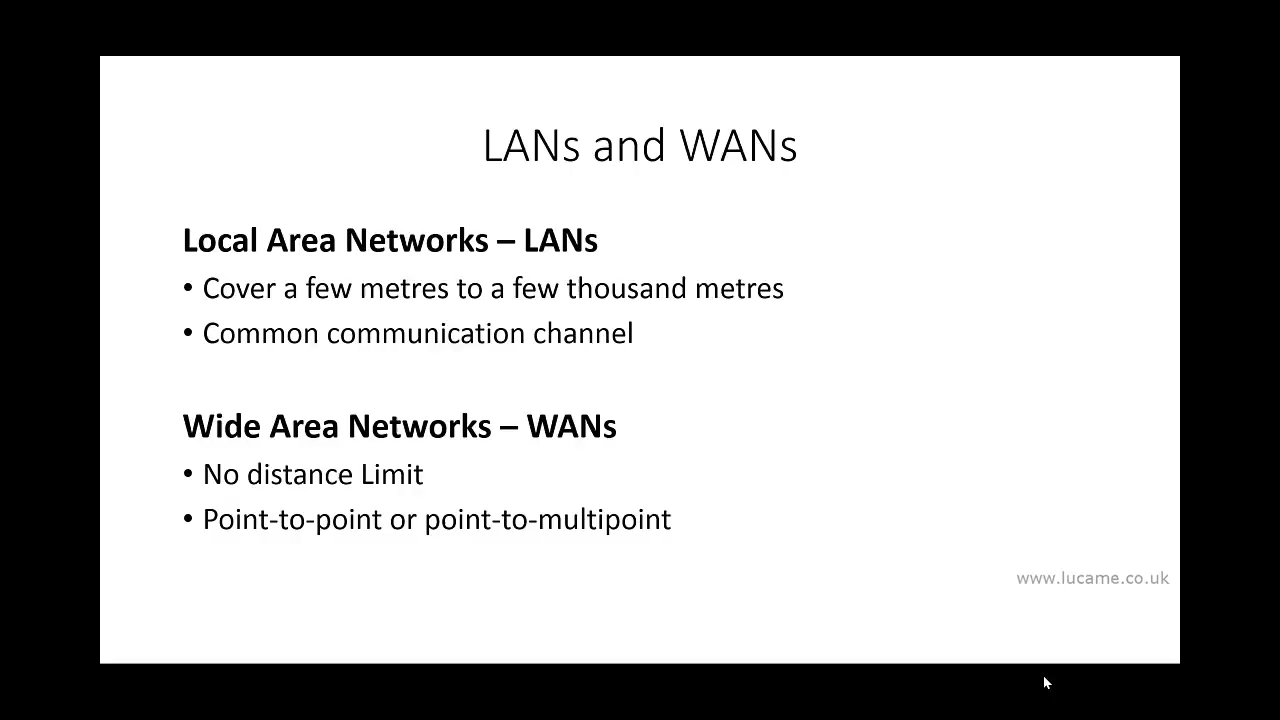 LANs and WANs
Local Area Networks – LANs
• Cover a few metres to a few thousand metres
• Common communication channel
Wide Area Networks – WANs
• No distance Limit
• Point-to-point or point-to-multipoint
www.lucame.co.uk